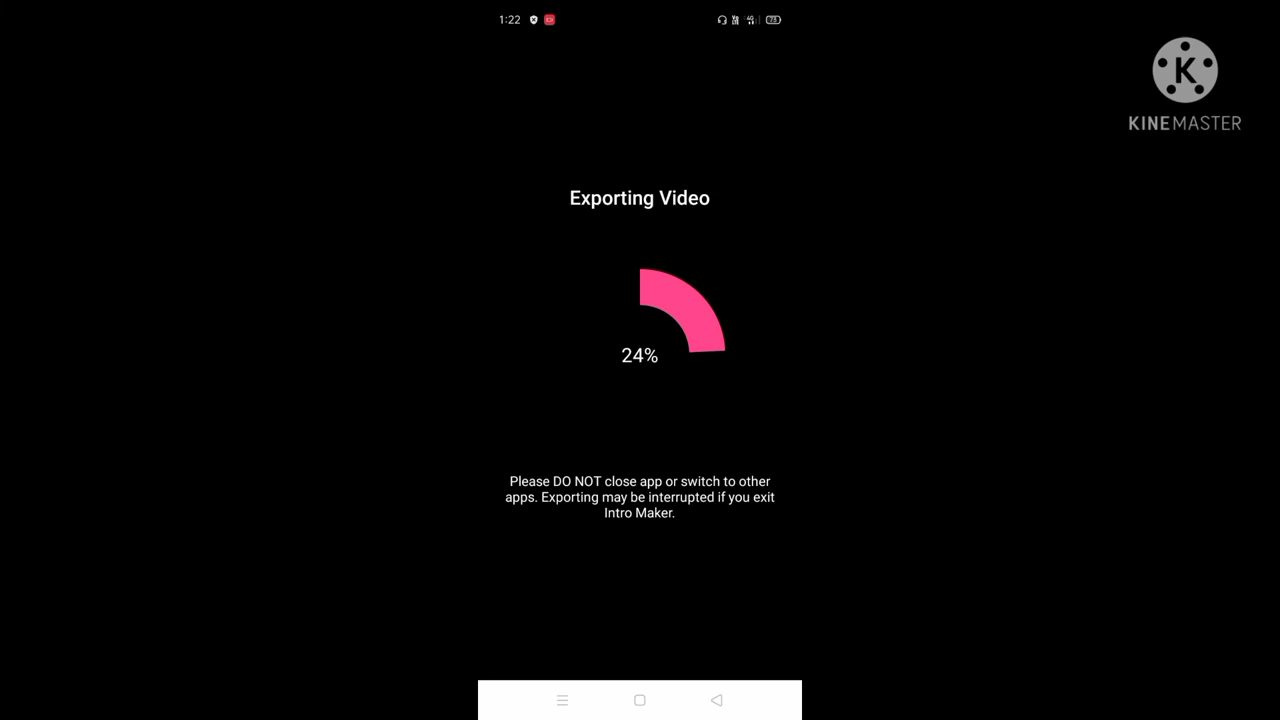 1:22
75
K
KINEMASTER
Exporting Video
24%
Please DO NOT close app or switch to other
apps. Exporting may be interrupted if you exit
Intro Maker.